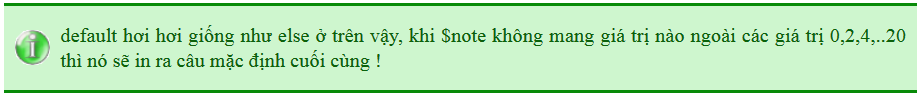 default hơi hơi giống như else ở trên vậy, khi $note không mang giá trị nào ngoài các giá trị 0,2,4,..20
thì nó sẽ in ra câu mặc định cuối cùng !